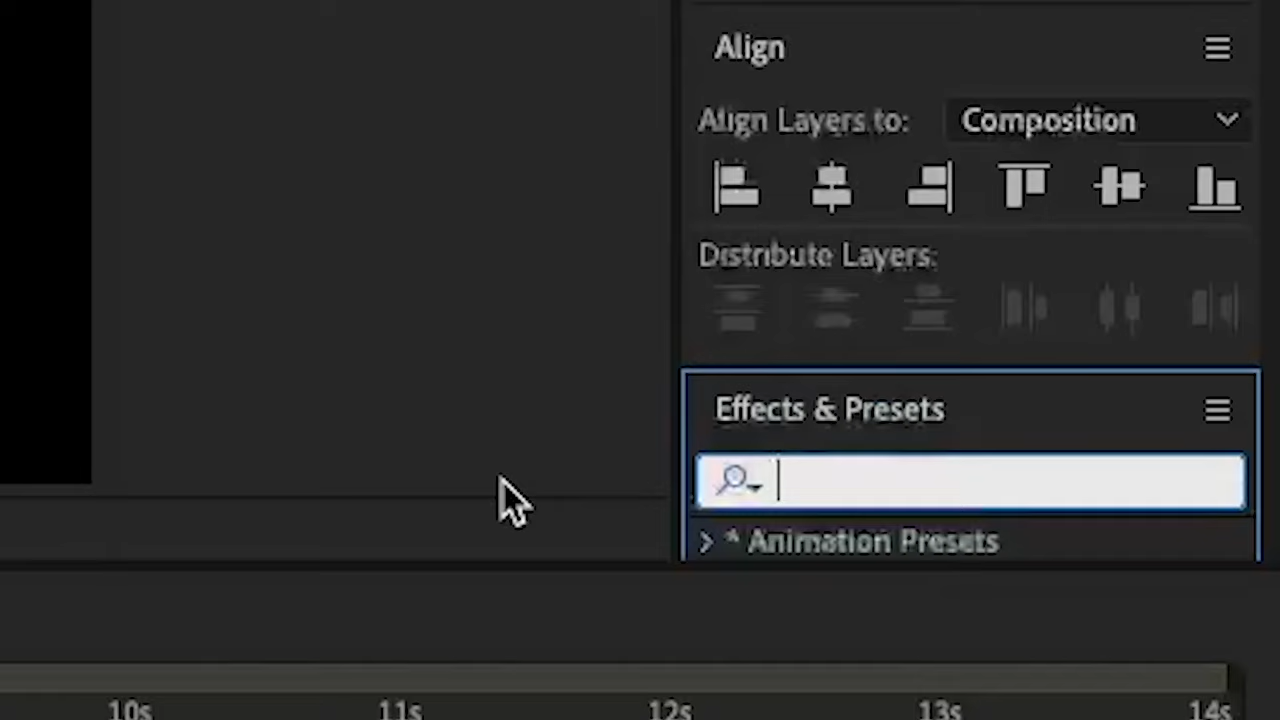 Align
Align Layers to: Composition
Distribute Layers:
Effects & Presets
* Animation Presets
10s 11s 12s 13s 14s